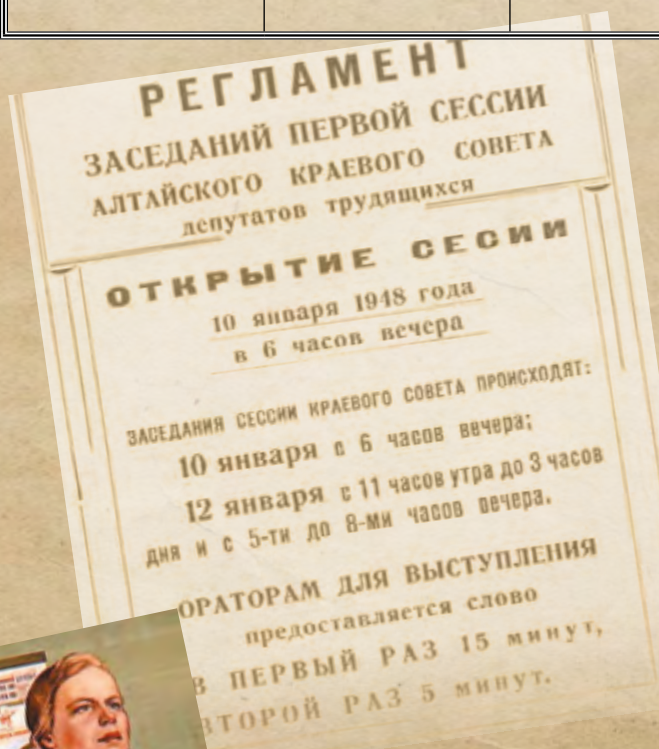 РЕГЛАМЕНТ
ЗАСЕДАНИЙ ПЕРВОЙ СЕССИИ
АЛТАЙСКОГО КРАЕВОГО СОВЕТА
депутатов трудящихся
ОТКРЫТИЕ СЕСИИ
10 января 1948 года
в 6 часов вечера
ЗАСЕДАНИЯ СЕССИИ КРАЕВОГО СОВЕТА ПРОИСХОДЯТ:
10 января с 6 часов вечера;
12 января с 11 часов утра до 3 часов
дня и с 5-ти до 8-ми часов вечера.
ОРАТОРАМ ДЛЯ ВЫСТУПЛЕНИЯ
предоставляется слово
В ПЕРВЫЙ РАЗ 15 минут,
ВТОРОЙ РАЗ 5 минут.